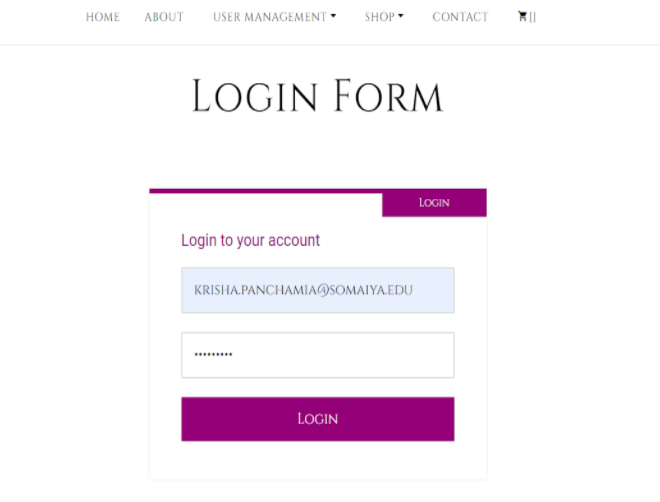 HOME ABOUT USER MANAGEMENT SHOP CONTACT []
LOGIN FORM
LOGIN
Login to your account
KRISHA.PANCHAMIA@SOMAIYA.EDU
•••••••••
LOGIN